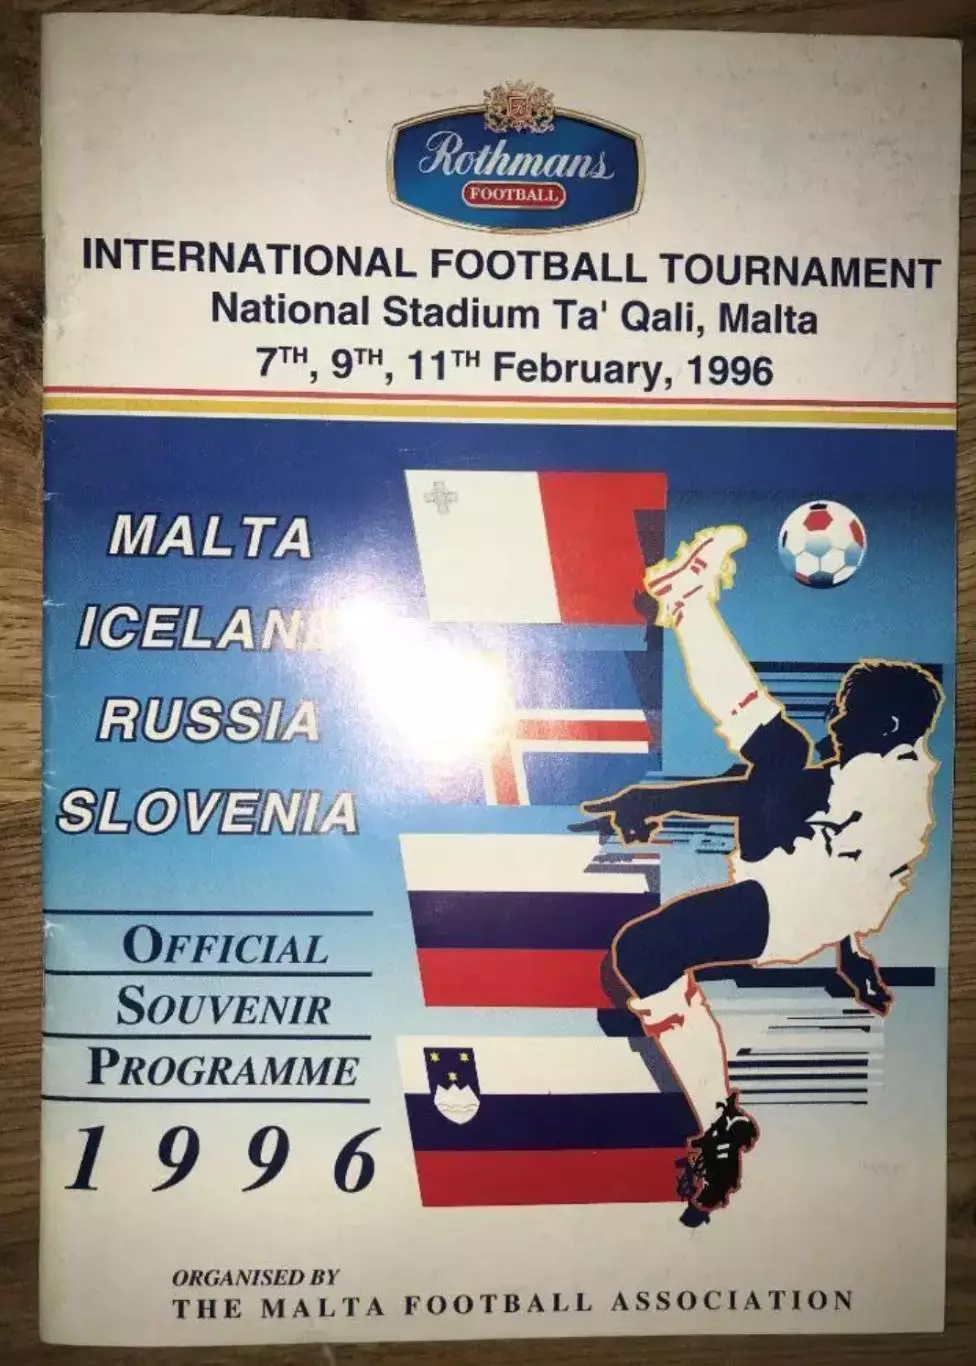 Rothmans
FOOTBALL
INTERNATIONAL FOOTBALL TOURNAMENT
National Stadium Ta' Qali, Malta
7TH, 9TH, 11TH February, 1996
MALTA
ICELAND
RUSSIA
SLOVENIA
OFFICIAL
SOUVENIR
PROGRAMME
1996
ORGANISED BY
THE MALTA FOOTBALL ASSOCIATION